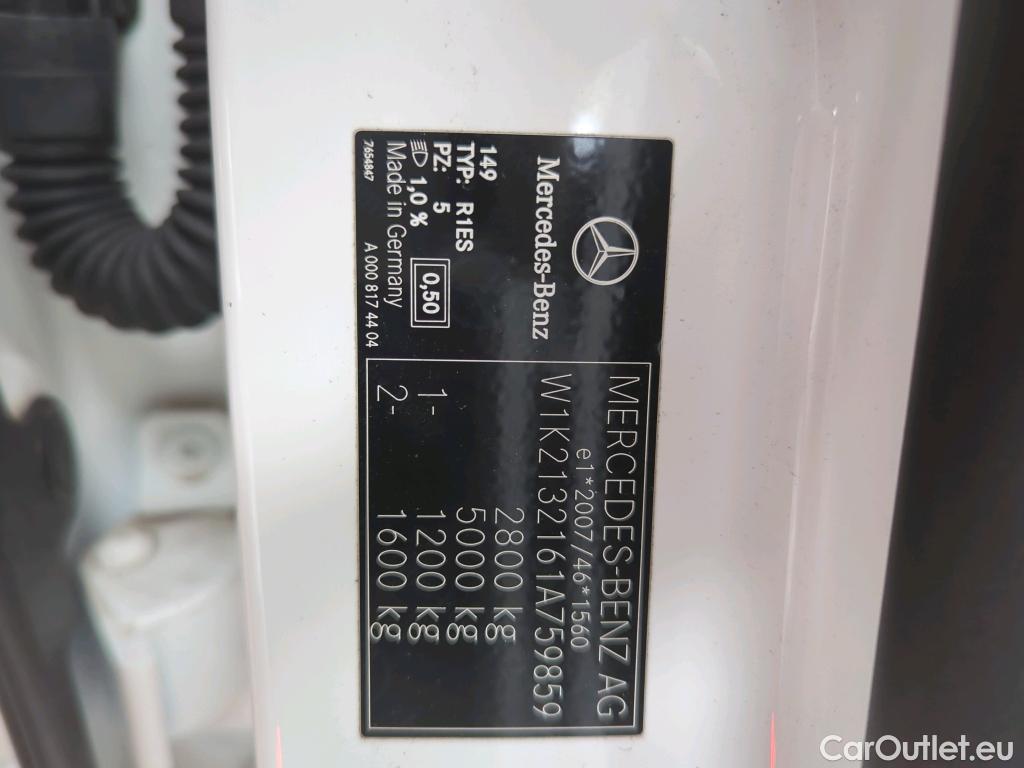 Mercedes-Benz
149
TYP: R1ES
PZ: 5
1,0 %
0,50
Made in Germany
7654847
A 000 817 44 04
MERCEDES-BENZ AG
e1*2007/46*1560
W1K2132161A759859
2800 kg
5000 kg
1- 1200 kg
2- 1600 kg
CarOutlet.eu